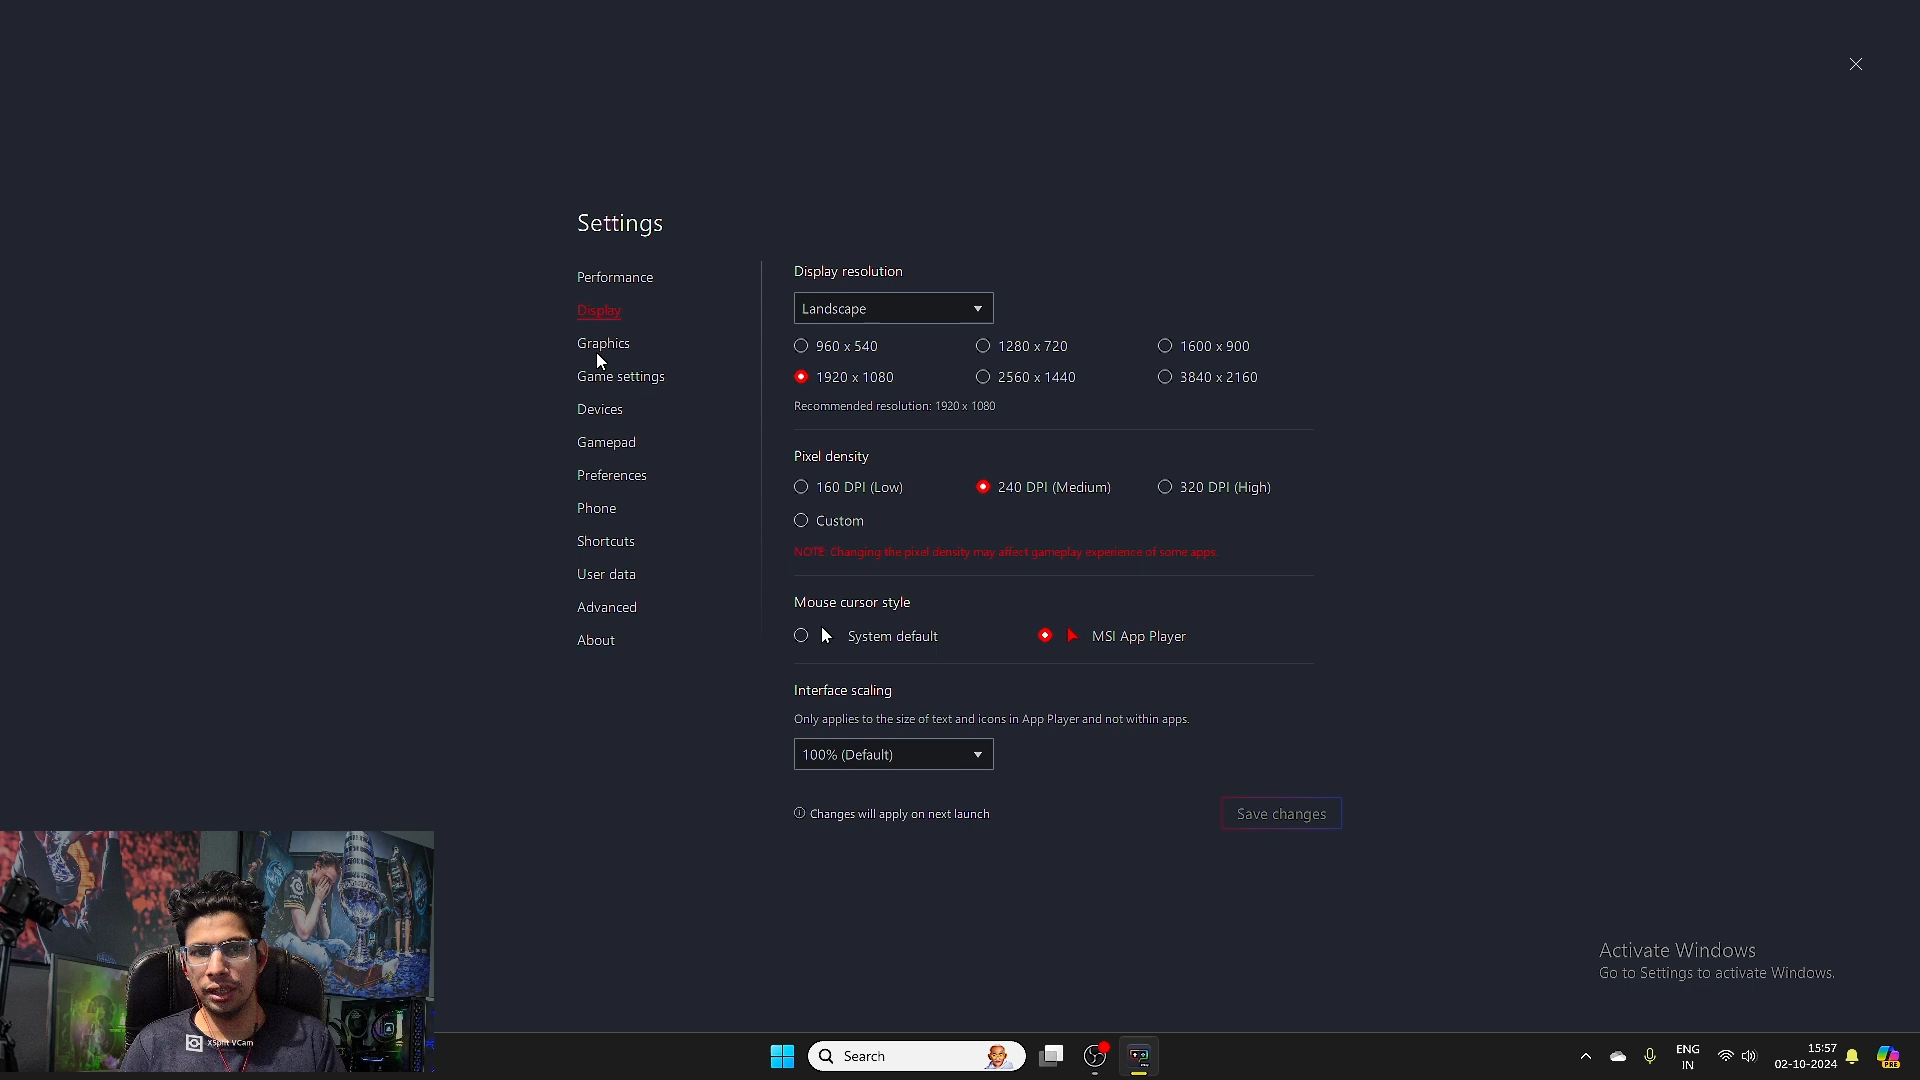 Settings
Performance
Display
Graphics
Game settings
Devices
Gamepad
Preferences
Phone
Shortcuts
User data
Advanced
About
Display resolution
Landscape
960 x 540
1280 x 720
1600 x 900
1920 x 1080
2560 x 1440
3840 x 2160
Recommended resolution: 1920 x 1080
Pixel density
160 DPI (Low)
240 DPI (Medium)
320 DPI (High)
Custom
NOTE: Changing the pixel density may affect gameplay experience of some apps.
Mouse cursor style
System default
MSI App Player
Interface scaling
Only applies to the size of text and icons in App Player and not within apps.
100% (Default)
Changes will apply on next launch
Save changes
Activate Windows
Go to Settings to activate Windows.
XSplit VCam
Search
ENG
IN
15:57
02-10-2024
PRE